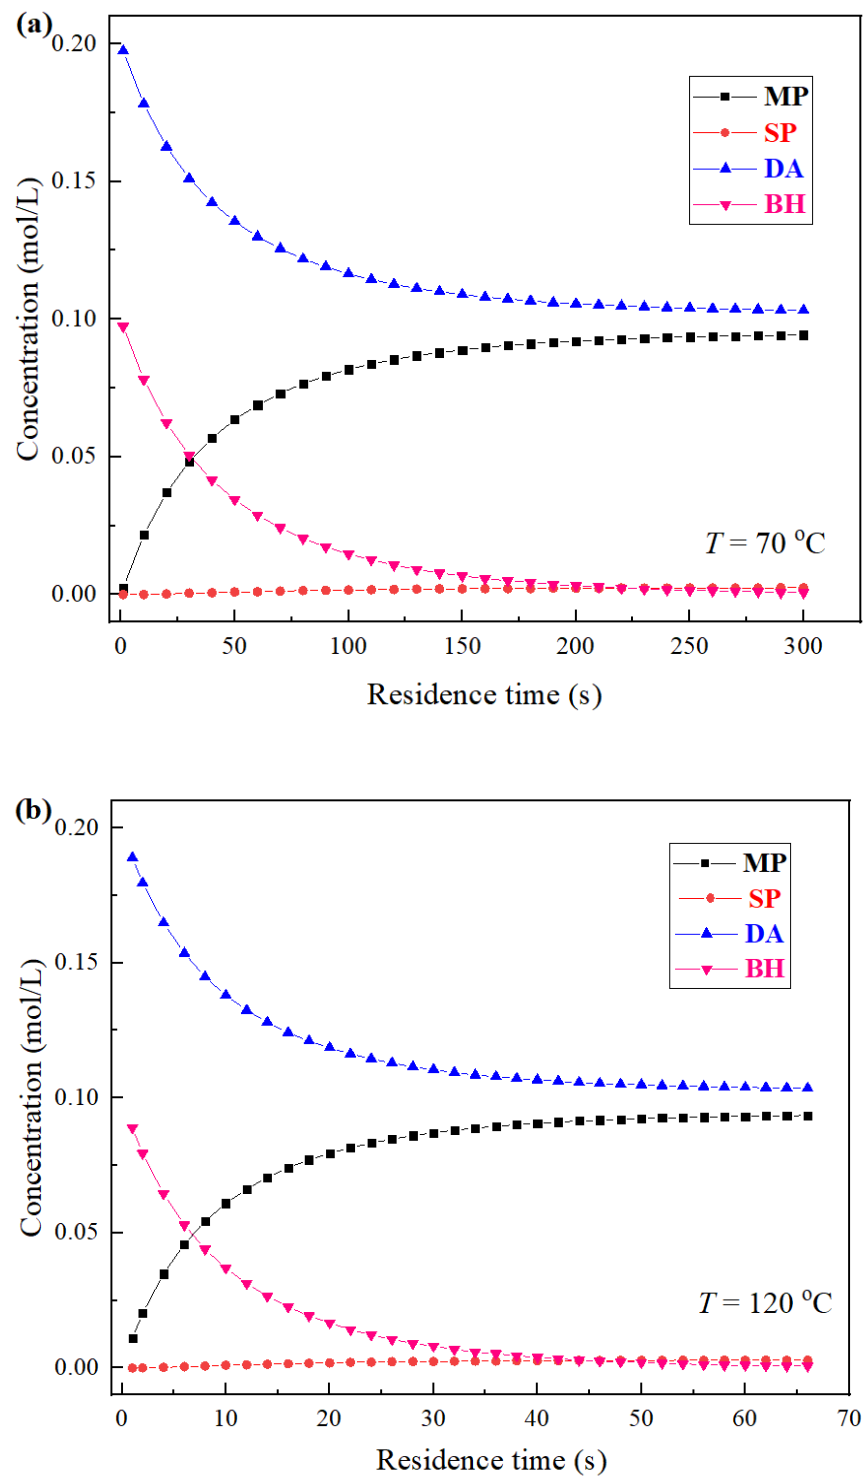 (a)
0.20
0.15
0.10
0.05
0.00
Concentration (mol/L)
MP
SP
DA
BH
T = 70 °C
0
50
100
150
200
250
300
Residence time (s)
(b)
0.20
0.15
0.10
0.05
0.00
Concentration (mol/L)
MP
SP
DA
BH
T = 120 °C
0
10
20
30
40
50
60
70
Residence time (s)